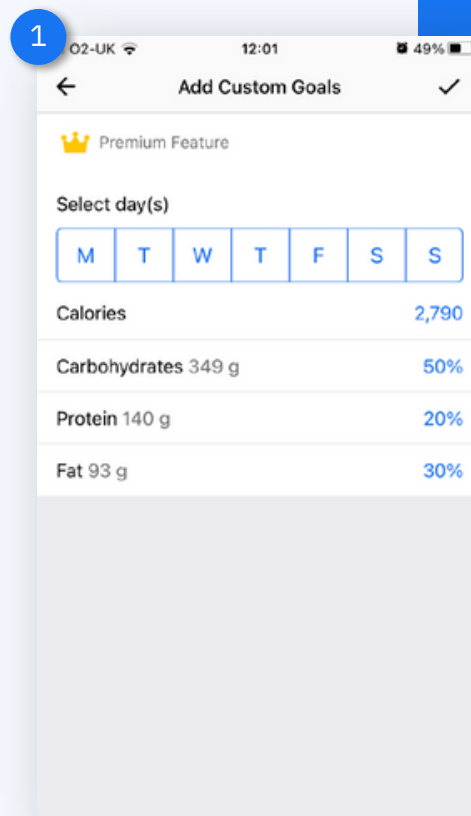 1
O2-UK 12:01 49%
Add Custom Goals
Premium Feature
Select day(s)
M T W T F S S
Calories 2,790
Carbohydrates 349 g 50%
Protein 140 g 20%
Fat 93 g 30%